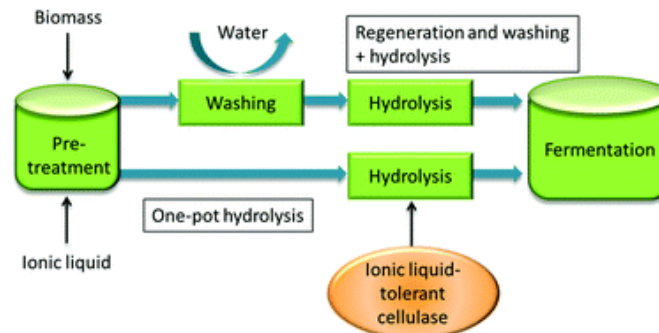 Biomass
Water
Regeneration and washing
+ hydrolysis
Washing
Hydrolysis
Pre-
treatment
Fermentation
Hydrolysis
One-pot hydrolysis
Ionic liquid
Ionic liquid-
tolerant
cellulase